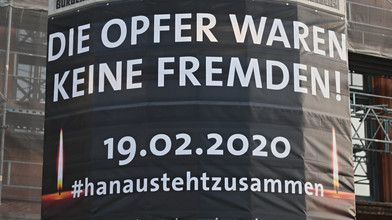 DIE OPFER WAREN
KEINE FREMDEN!
19.02.2020
#hanaustehtzusammen